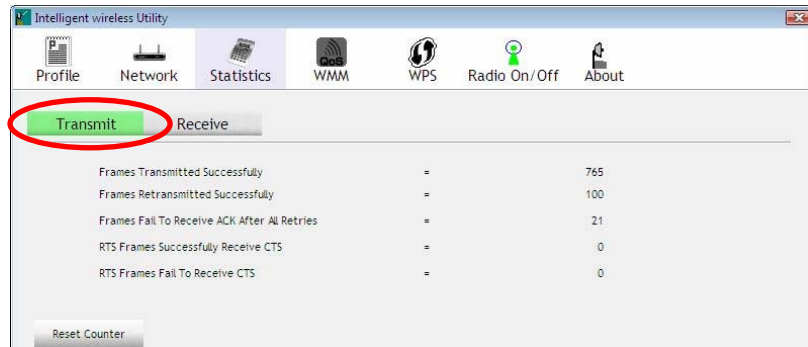 Intelligent wireless Utility
Profile Network Statistics QoS WMM WPS Radio On/Off About
Transmit Receive
Frames Transmitted Successfully = 765
Frames Retransmitted Successfully = 100
Frames Fail To Receive ACK After All Retries = 21
RTS Frames Successfully Receive CTS = 0
RTS Frames Fail To Receive CTS = 0
Reset Counter